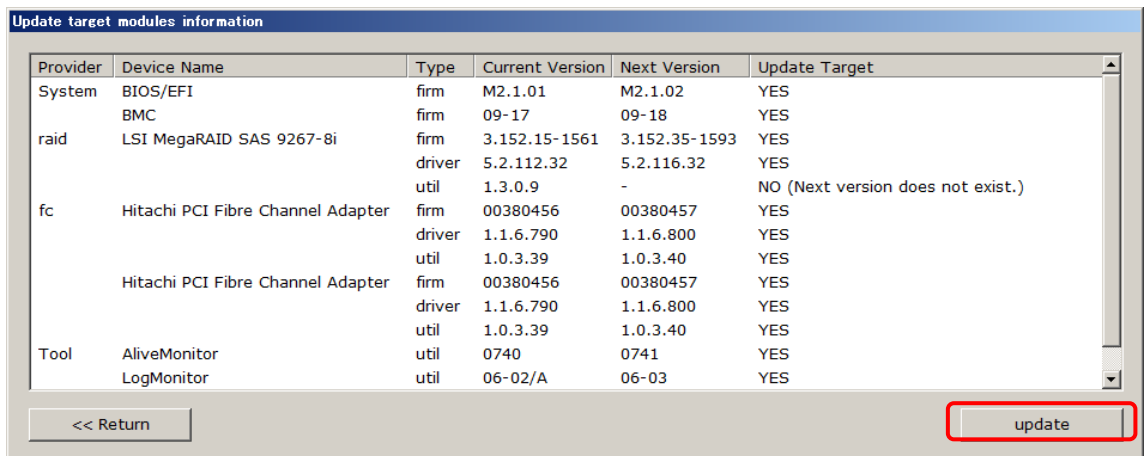 Update target modules information
Provider Device Name Type Current Version Next Version Update Target
System BIOS/EFI firm M2.1.01 M2.1.02 YES
BMC firm 09-17 09-18 YES
raid LSI MegaRAID SAS 9267-8i firm 3.152.15-1561 3.152.35-1593 YES
driver 5.2.112.32 5.2.116.32 YES
util 1.3.0.9 - NO (Next version does not exist.)
fc Hitachi PCI Fibre Channel Adapter firm 00380456 00380457 YES
driver 1.1.6.790 1.1.6.800 YES
util 1.0.3.39 1.0.3.40 YES
Hitachi PCI Fibre Channel Adapter firm 00380456 00380457 YES
driver 1.1.6.790 1.1.6.800 YES
util 1.0.3.39 1.0.3.40 YES
Tool AliveMonitor util 0740 0741 YES
LogMonitor util 06-02/A 06-03 YES
<< Return update